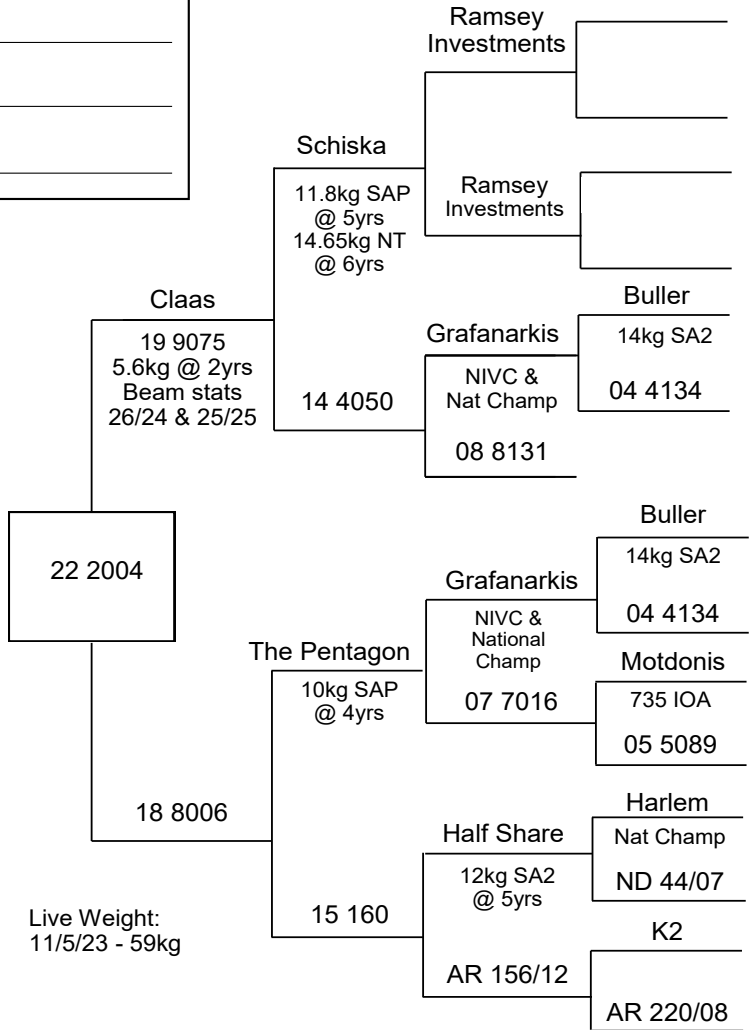 Ramsey
Investments
Schiska
11.8kg SAP
@ 5yrs
14.65kg NT
@ 6yrs
Ramsey
Investments
Claas
19 9075
5.6kg @ 2yrs
Beam stats
26/24 & 25/25
14 4050
Grafanarkis
NIVC &
Nat Champ
08 8131
Buller
14kg SA2
04 4134
22 2004
The Pentagon
10kg SAP
@ 4yrs
Grafanarkis
NIVC &
National
Champ
07 7016
Buller
14kg SA2
04 4134
Motdonis
735 IOA
05 5089
18 8006
15 160
Half Share
12kg SA2
@ 5yrs
AR 156/12
Harlem
Nat Champ
ND 44/07
K2
AR 220/08
Live Weight:
11/5/23 - 59kg